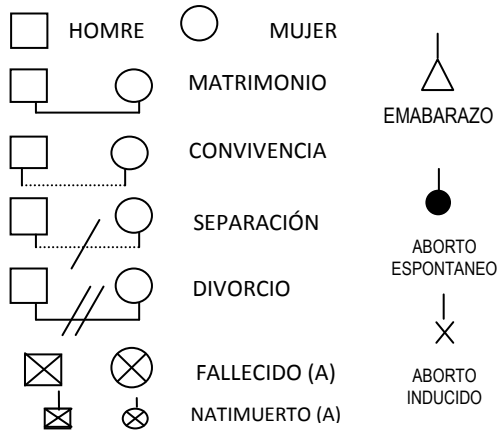 HOMRE MUJER
MATRIMONIO
CONVIVENCIA
SEPARACIÓN
DIVORCIO
FALLECIDO (A)
NATIMUERTO (A)
EMABARAZO
ABORTO
ESPONTANEO
ABORTO
INDUCIDO